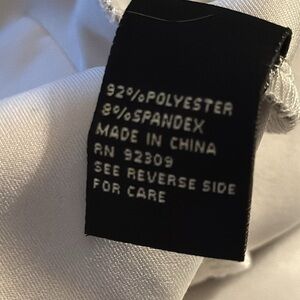 92%POLYESTER
8%SPANDEX
MADE IN CHINA
RN 92309
SEE REVERSE SIDE
FOR CARE